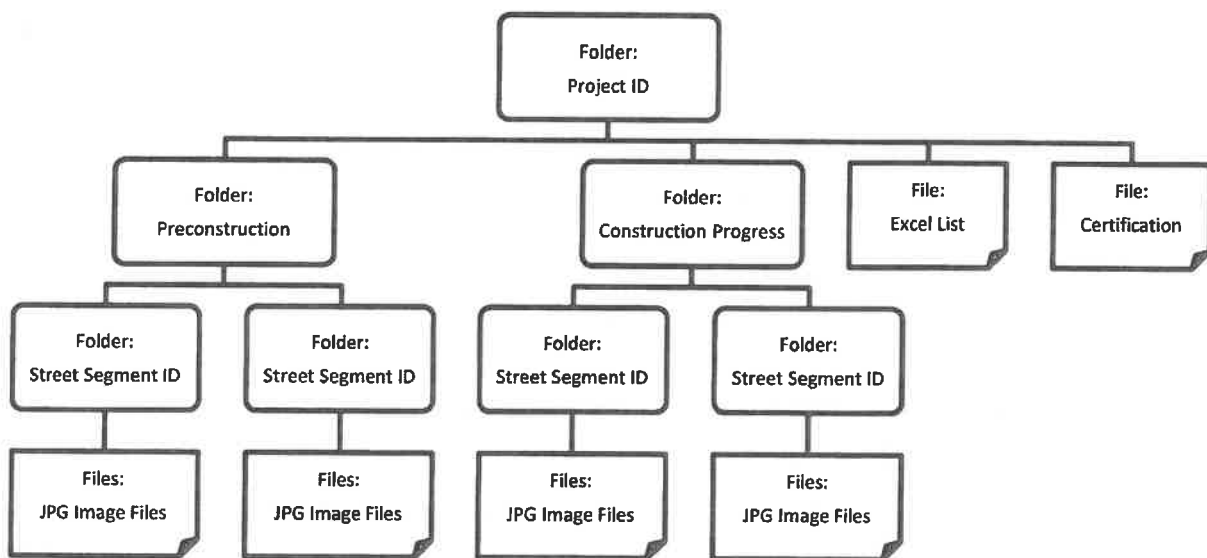 Folder:
Project ID
Folder:
Preconstruction
Folder:
Construction Progress
File:
Excel List
File:
Certification
Folder:
Street Segment ID
Folder:
Street Segment ID
Folder:
Street Segment ID
Folder:
Street Segment ID
Files:
JPG Image Files
Files:
JPG Image Files
Files:
JPG Image Files
Files:
JPG Image Files